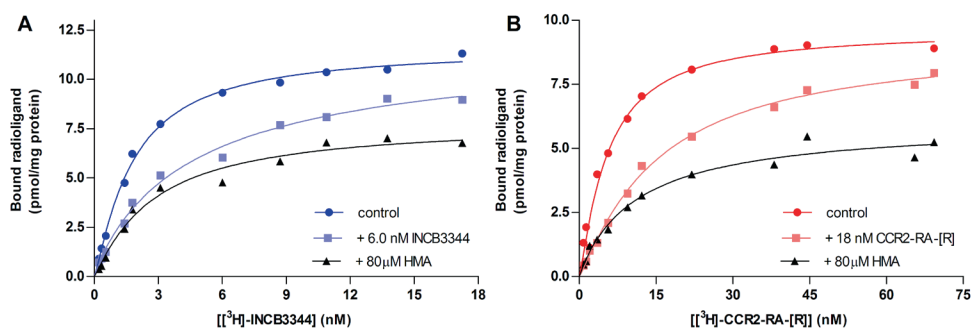 A
Bound radioligand
(pmol/mg protein)
12.5
10.0
7.5
5.0
2.5
0.0
0
3
6
9
12
15
18
control
+ 6.0 nM INCB3344
+ 80µM HMA
[[³H]-INCB3344] (nM)
B
Bound radioligand
(pmol/mg protein)
10.0
7.5
5.0
2.5
0.0
0
15
30
45
60
75
control
+ 18 nM CCR2-RA-[R]
+ 80µM HMA
[[³H]-CCR2-RA-[R]] (nM)